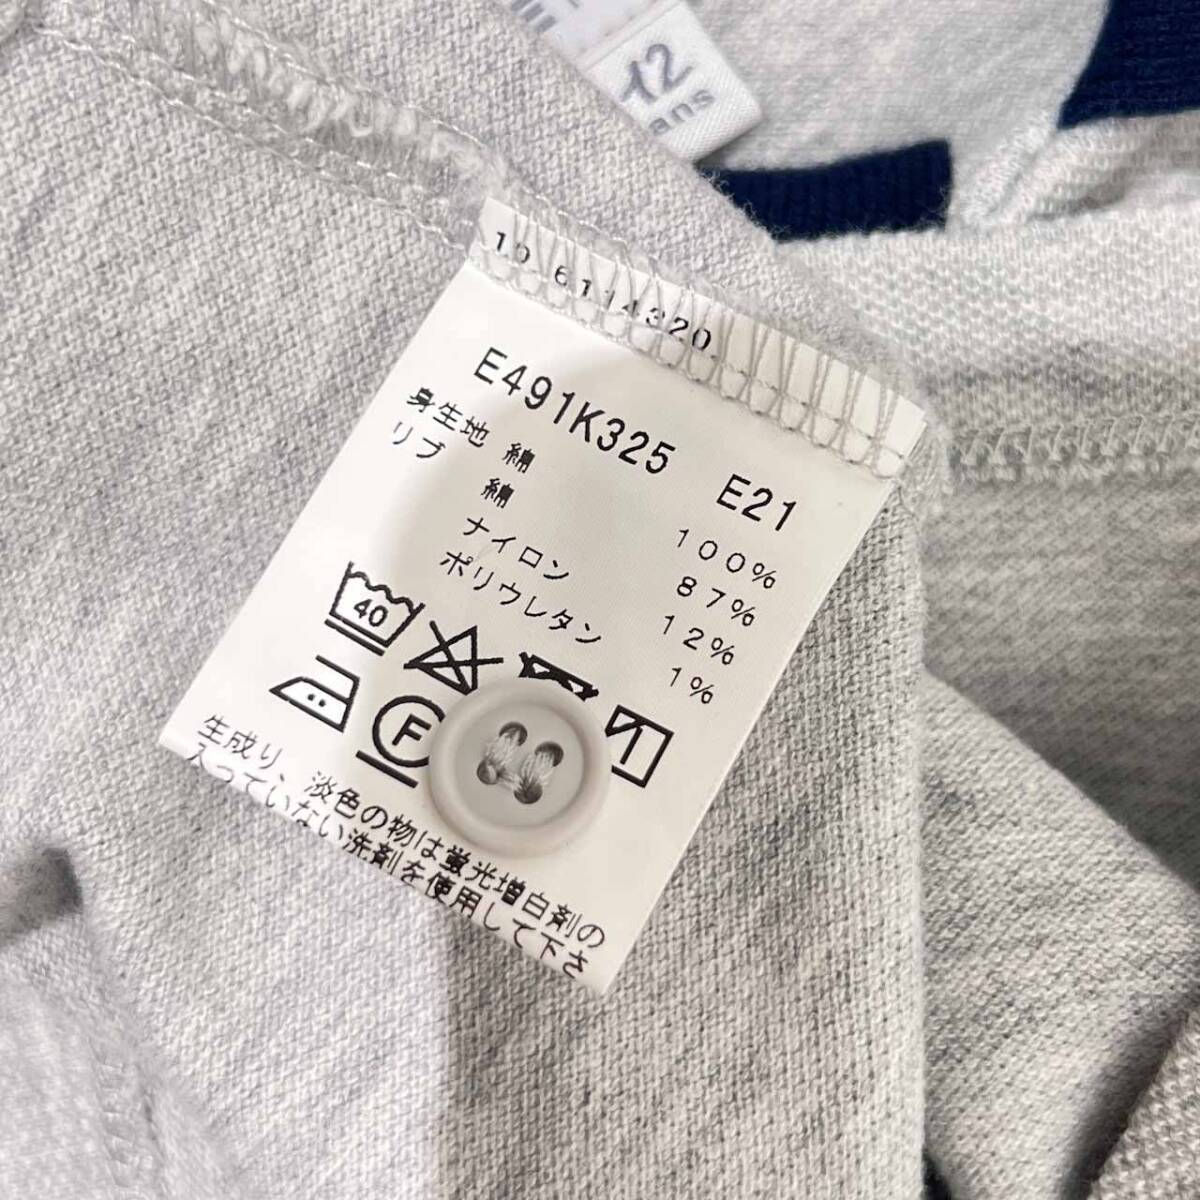 12
ans
10 6114320
E491K325 E21
身生地 綿 100%
リブ 綿 87%
ナイロン 12%
ポリウレタン 1%
40
F
生成り 淡色の物は蛍光増白剤の
入っていない洗剤を使用して下さ